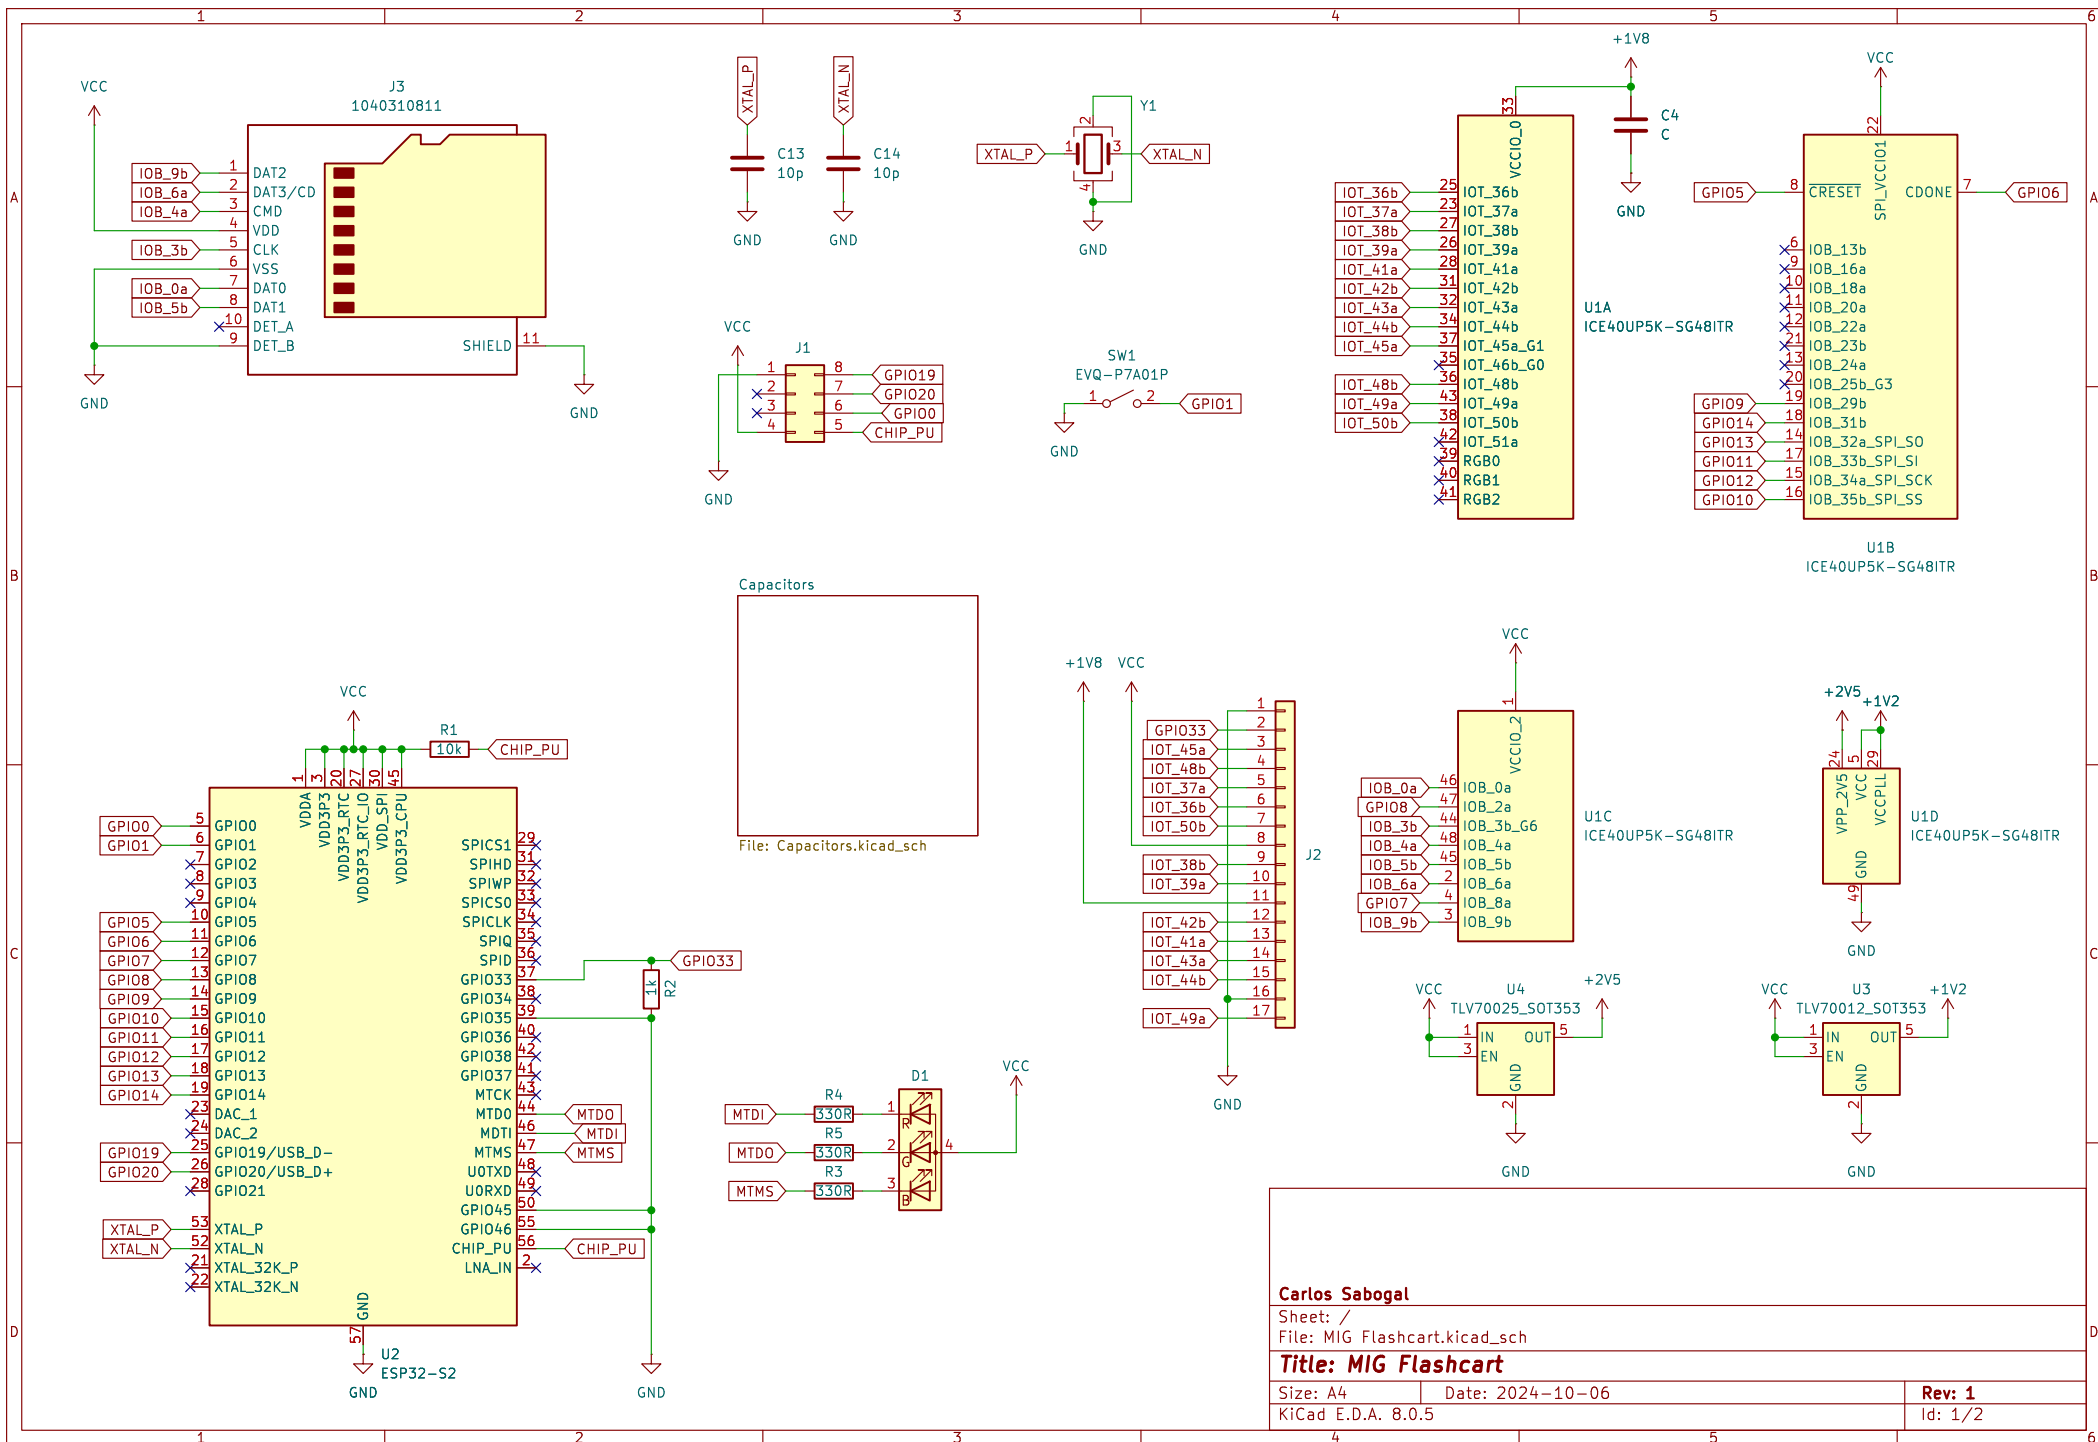 1 2 3 4 5 6
A
B
C
D
A
B
C
D
1 2 3 4 5 6
VCC
J3
1040310811
IOB_9b 1 DAT2
IOB_6a 2 DAT3/CD
IOB_4a 3 CMD
4 VDD
IOB_3b 5 CLK
6 VSS
IOB_0a 7 DAT0
IOB_5b 8 DAT1
10 DET_A
9 DET_B
SHIELD 11
GND
GND
XTAL_P
C13
10p
GND
XTAL_N
C14
10p
GND
Y1
XTAL_P 1 2 3 4 XTAL_N
GND
VCC
J1
1 8 GPIO19
2 7 GPIO20
3 6 GPIO0
4 5 CHIP_PU
GND
SW1
EVQ-P7A01P
1 2 GPIO1
GND
+1V8
C4
C
GND
33
VCCIO_0
IOT_36b 25 IOT_36b
IOT_37a 23 IOT_37a
IOT_38b 27 IOT_38b
IOT_39a 26 IOT_39a
IOT_41a 28 IOT_41a
IOT_42b 31 IOT_42b
IOT_43a 32 IOT_43a
IOT_44b 34 IOT_44b
IOT_45a 37 IOT_45a_G1
35 IOT_46b_G0
IOT_48b 36 IOT_48b
IOT_49a 43 IOT_49a
IOT_50b 38 IOT_50b
42 IOT_51a
39 RGB0
40 RGB1
41 RGB2
U1A
ICE40UP5K-SG48ITR
VCC
22
SPI_VCCIO1
GPIO5 8 CRESET
CDONE 7 GPIO6
6 IOB_13b
9 IOB_16a
10 IOB_18a
11 IOB_20a
12 IOB_22a
21 IOB_23b
13 IOB_24a
20 IOB_25b_G3
GPIO9 19 IOB_29b
GPIO14 18 IOB_31b
GPIO13 14 IOB_32a_SPI_SO
GPIO11 17 IOB_33b_SPI_SI
GPIO12 15 IOB_34a_SPI_SCK
GPIO10 16 IOB_35b_SPI_SS
U1B
ICE40UP5K-SG48ITR
Capacitors
File: Capacitors.kicad_sch
VCC
R1
10k
CHIP_PU
1 3 20 27 30 45
VDDA
VDD3P3
VDD3P3_RTC
VDD3P3_RTC_IO
VDD_SPI
VDD3P3_CPU
GPIO0 5 GPIO0
GPIO1 6 GPIO1
7 GPIO2
8 GPIO3
9 GPIO4
GPIO5 10 GPIO5
GPIO6 11 GPIO6
GPIO7 12 GPIO7
GPIO8 13 GPIO8
GPIO9 14 GPIO9
GPIO10 15 GPIO10
GPIO11 16 GPIO11
GPIO12 17 GPIO12
GPIO13 18 GPIO13
GPIO14 19 GPIO14
23 DAC_1
24 DAC_2
GPIO19 25 GPIO19/USB_D-
GPIO20 26 GPIO20/USB_D+
28 GPIO21
XTAL_P 53 XTAL_P
XTAL_N 52 XTAL_N
21 XTAL_32K_P
22 XTAL_32K_N
SPICS1 29
SPIHD 31
SPIWP 32
SPICS0 33
SPICLK 34
SPIQ 35
SPID 36
GPIO33 37
GPIO34 38
GPIO35 39
GPIO36 40
GPIO38 42
GPIO37 41
MTCK 43
MTDO 44 MTDO
MDTI 46 MTDI
MTMS 47 MTMS
U0TXD 48
U0RXD 49
GPIO45 50
GPIO46 55
CHIP_PU 56 CHIP_PU
LNA_IN 2
GND
57
U2
ESP32-S2
GND
GPIO33
1k
R2
GND
D1
VCC
MTDI R4 330R 1 R
MTDO R5 330R 2 G 4
MTMS R3 330R 3 B
+1V8 VCC
1
GPIO33 2
IOT_45a 3
IOT_48b 4
IOT_37a 5
IOT_36b 6
IOT_50b 7
8
IOT_38b 9
IOT_39a 10
11
IOT_42b 12
IOT_41a 13
IOT_43a 14
IOT_44b 15
16
IOT_49a 17
J2
GND
VCC
1
VCCIO_2
IOB_0a 46 IOB_0a
GPIO8 47 IOB_2a
IOB_3b 44 IOB_3b_G6
IOB_4a 48 IOB_4a
IOB_5b 45 IOB_5b
IOB_6a 2 IOB_6a
GPIO7 4 IOB_8a
IOB_9b 3 IOB_9b
U1C
ICE40UP5K-SG48ITR
+2V5 +1V2
24 5 29
VPP_2V5
VCC
VCCPLL
GND
49
GND
U1D
ICE40UP5K-SG48ITR
VCC
U4
TLV70025_SOT353
+2V5
1 IN OUT 5
3 EN
GND
2
GND
VCC
U3
TLV70012_SOT353
+1V2
1 IN OUT 5
3 EN
GND
2
GND
Carlos Sabogal
Sheet: /
File: MIG Flashcart.kicad_sch
Title: MIG Flashcart
Size: A4 Date: 2024-10-06 Rev: 1
KiCad E.D.A. 8.0.5 Id: 1/2